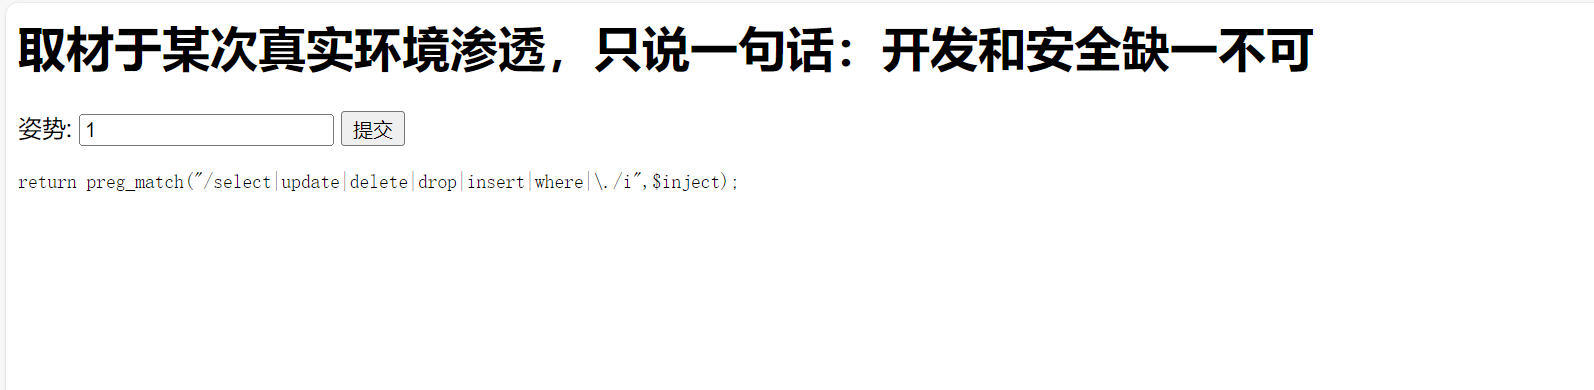 取材于某次真实环境渗透，只说一句话：开发和安全缺一不可
姿势: 1 提交
return preg_match("/select|update|delete|drop|insert|where|\./i",$inject);